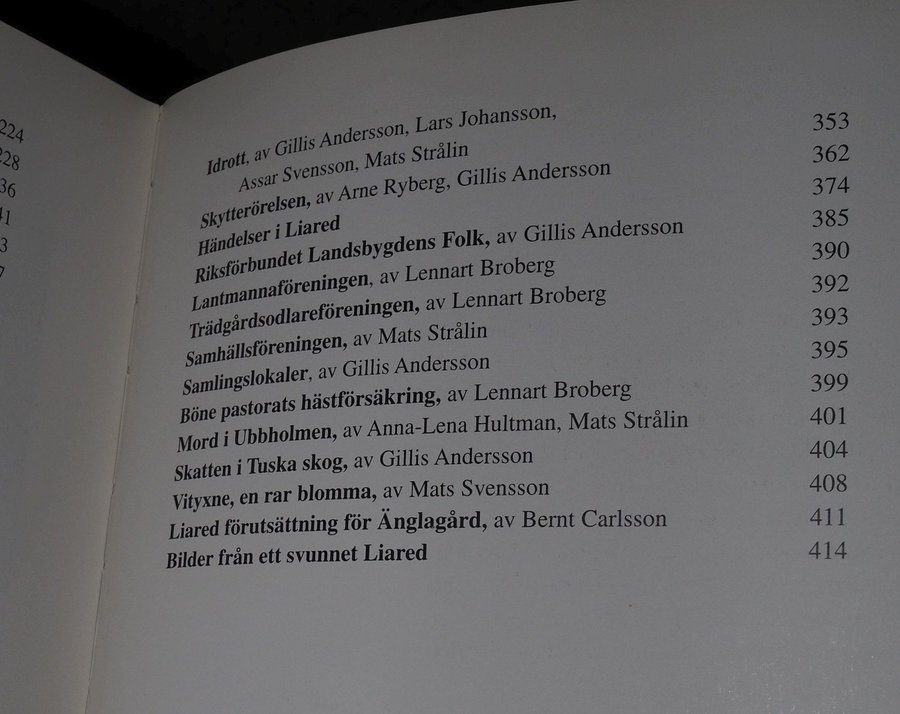 224
228
36
41
3
7
Idrott, av Gillis Andersson, Lars Johansson,
Assar Svensson, Mats Strålin 353
Skytterörelsen, av Arne Ryberg, Gillis Andersson 362
Händelser i Liared 374
Riksförbundet Landsbygdens Folk, av Gillis Andersson 385
Lantmannaföreningen, av Lennart Broberg 390
Trädgårdsodlareföreningen, av Lennart Broberg 392
Samhällsföreningen, av Mats Strålin 393
Samlingslokaler, av Gillis Andersson 395
Böne pastorats hästförsäkring, av Lennart Broberg 399
Mord i Ubbholmen, av Anna-Lena Hultman, Mats Strålin 401
Skatten i Tuska skog, av Gillis Andersson 404
Vityxne, en rar blomma, av Mats Svensson 408
Liared förutsättning för Änglagård, av Bernt Carlsson 411
Bilder från ett svunnet Liared 414